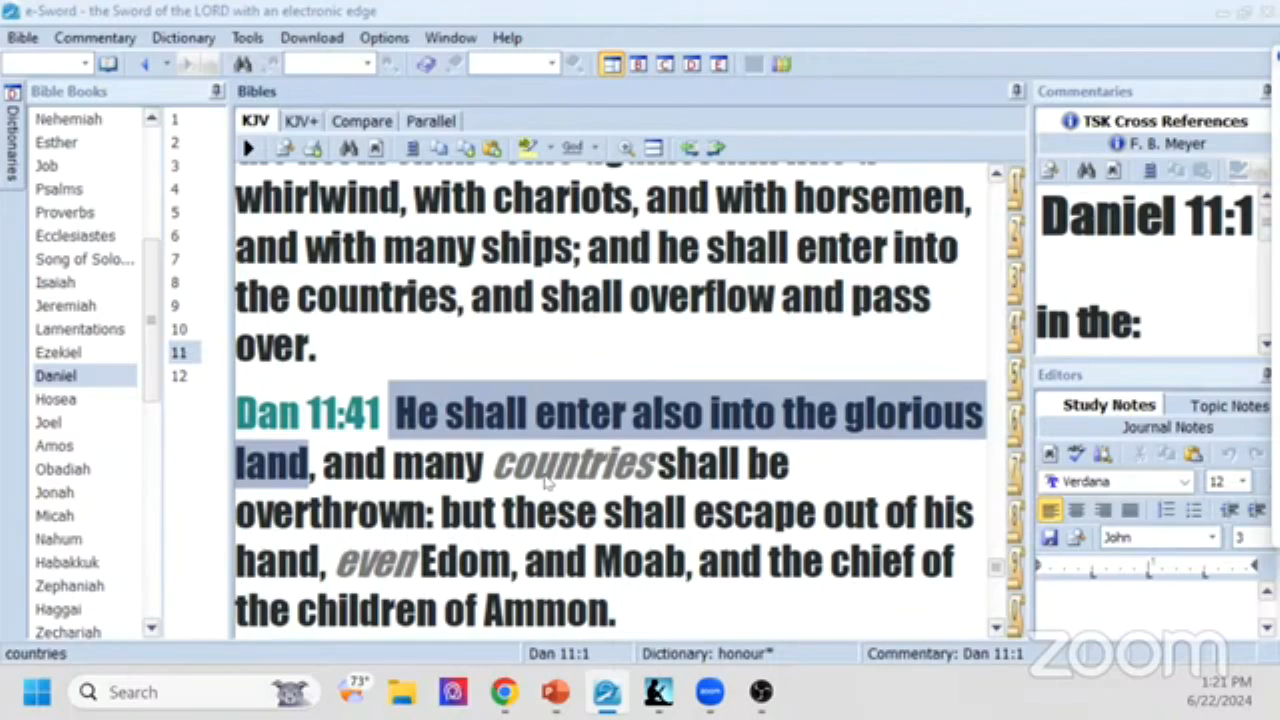 e-Sword - the Sword of the LORD with an electronic edge
Bible Commentary Dictionary Tools Download Options Window Help
Dictionaries
Bible Books
Nehemiah
Esther
Job
Psalms
Proverbs
Ecclesiastes
Song of Solo...
Isaiah
Jeremiah
Lamentations
Ezekiel
Daniel
Hosea
Joel
Amos
Obadiah
Jonah
Micah
Nahum
Habakkuk
Zephaniah
Haggai
Zechariah
1
2
3
4
5
6
7
8
9
10
11
12
Bibles
KJV KJV+ Compare Parallel
God
whirlwind, with chariots, and with horsemen,
and with many ships; and he shall enter into
the countries, and shall overflow and pass
over.
Dan 11:41 He shall enter also into the glorious
land, and many countries shall be
overthrown: but these shall escape out of his
hand, even Edom, and Moab, and the chief of
the children of Ammon.
Commentaries
TSK Cross References
F. B. Meyer
Daniel 11:1
in the:
Editors
Study Notes Topic Notes
Journal Notes
Verdana 12
John 3
countries Dan 11:1 Dictionary: honour* Commentary: Dan 11:1
zoom
Search
73°
zoom
1:21 PM
6/22/2024